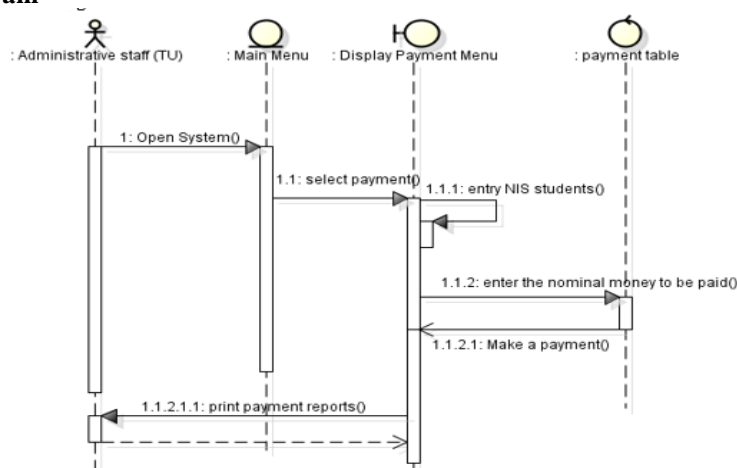 : Administrative staff (TU) : Main Menu : Display Payment Menu : payment table
1: Open System()
1.1: select payment()
1.1.1: entry NIS students()
1.1.2: enter the nominal money to be paid()
1.1.2.1: Make a payment()
1.1.2.1.1: print payment reports()